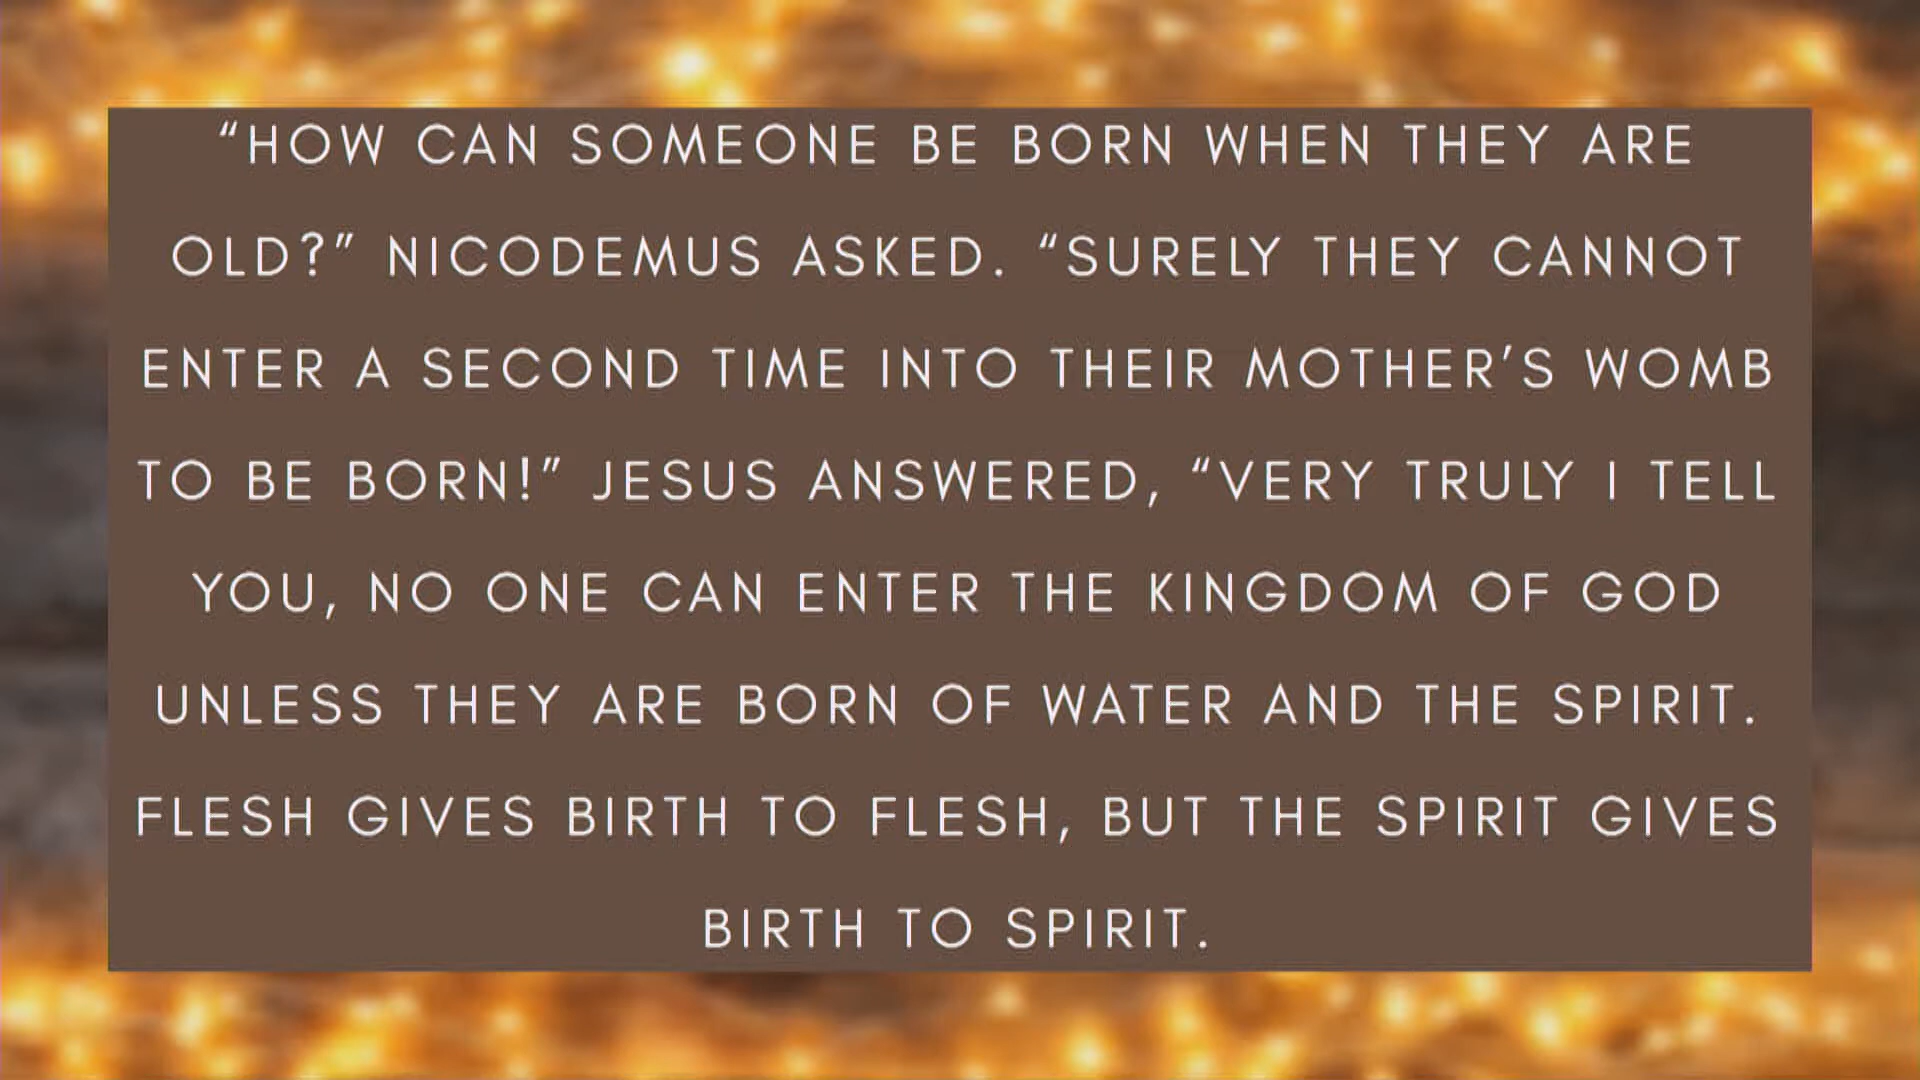 “HOW CAN SOMEONE BE BORN WHEN THEY ARE
OLD?” NICODEMUS ASKED. “SURELY THEY CANNOT
ENTER A SECOND TIME INTO THEIR MOTHER’S WOMB
TO BE BORN!” JESUS ANSWERED, “VERY TRULY I TELL
YOU, NO ONE CAN ENTER THE KINGDOM OF GOD
UNLESS THEY ARE BORN OF WATER AND THE SPIRIT.
FLESH GIVES BIRTH TO FLESH, BUT THE SPIRIT GIVES
BIRTH TO SPIRIT.